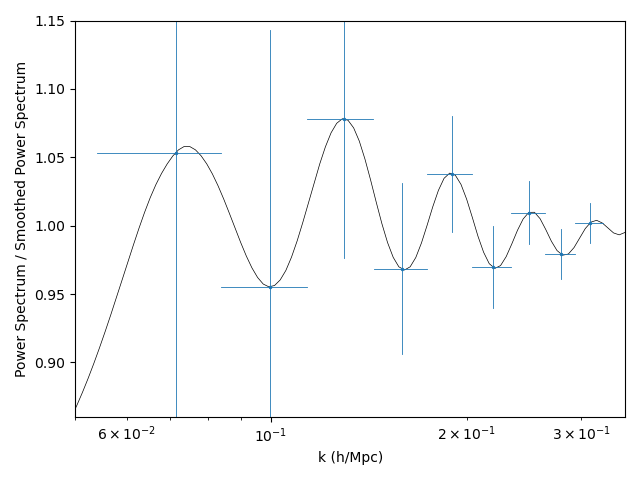 Power Spectrum / Smoothed Power Spectrum
1.15
1.10
1.05
1.00
0.95
0.90
6 × 10⁻² 10⁻¹ 2 × 10⁻¹ 3 × 10⁻¹
k (h/Mpc)